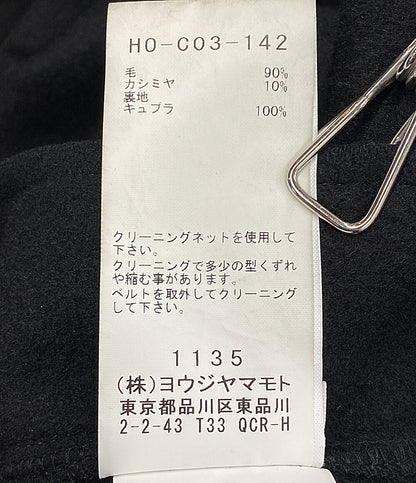 HO-C03-142
毛 90%
カシミヤ 10%
裏地
キュプラ 100%
クリーニングネットを使用して
下さい。
クリーニングで多少の型くずれ
や縮む事があります。
ベルトを取外してクリーニング
して下さい。
1135
(株)ヨウジヤマモト
東京都品川区東品川
2-2-43 T33 QCR-H